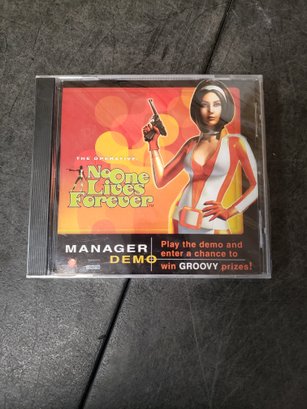 THE OPERATIVE:
No One
Lives
Forever
MANAGER
DEMO
Play the demo and
enter a chance to
win GROOVY prizes!